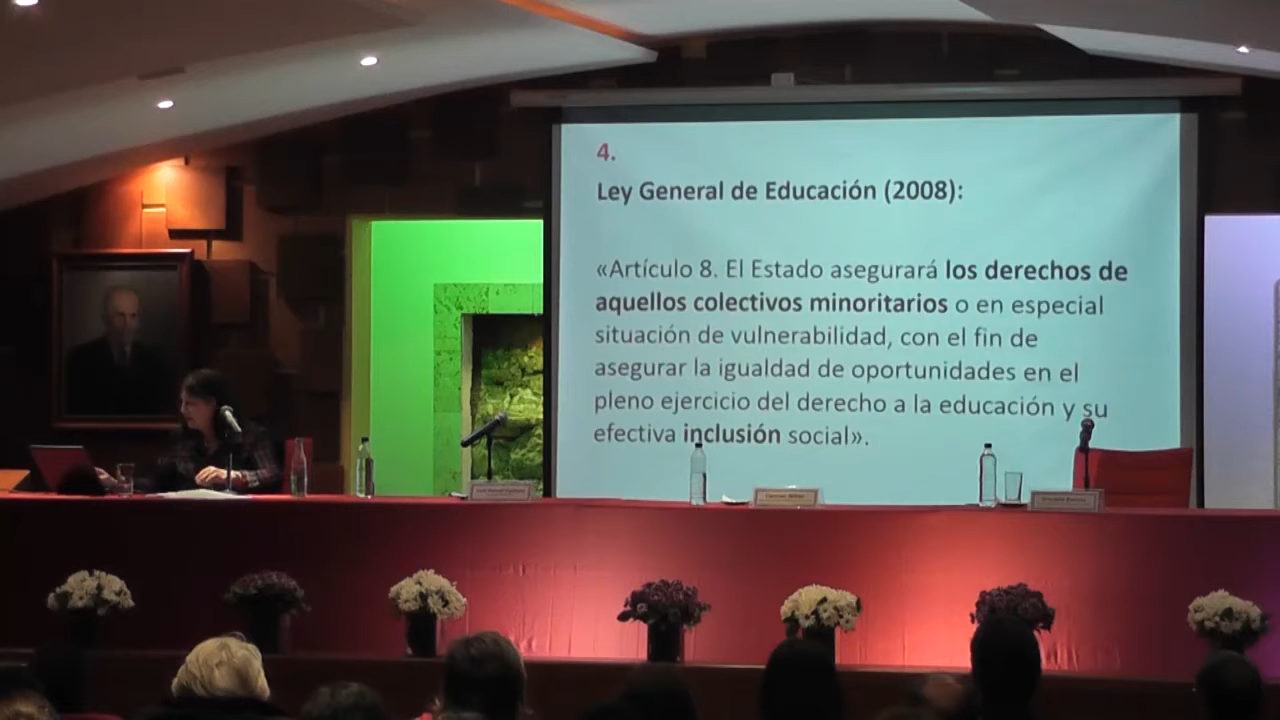 4.
Ley General de Educación (2008):
«Artículo 8. El Estado asegurará los derechos de
aquellos colectivos minoritarios o en especial
situación de vulnerabilidad, con el fin de
asegurar la igualdad de oportunidades en el
pleno ejercicio del derecho a la educación y su
efectiva inclusión social».